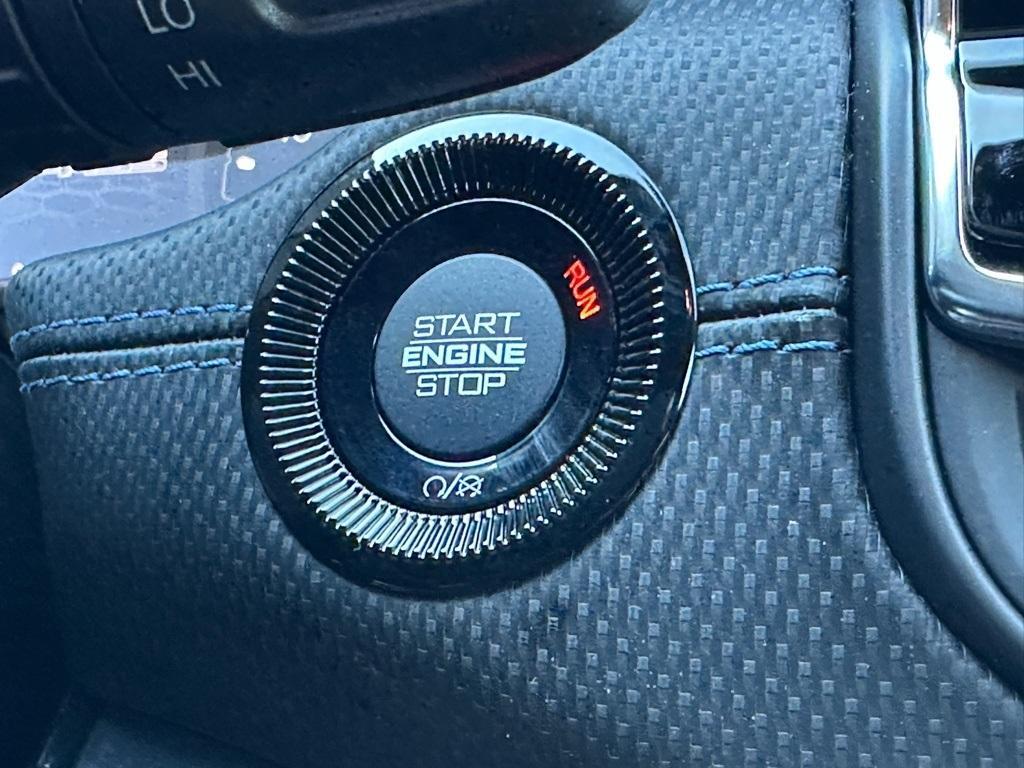 LO
HI
RUN
START
ENGINE
STOP